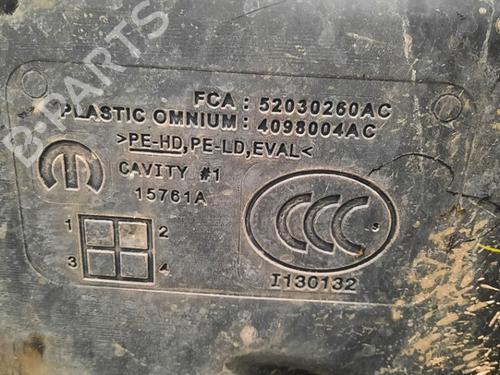 B-PARTS
FCA : 52030260AC
PLASTIC OMNIUM : 4098004AC
>PE-HD,PE-LD,EVAL<
CAVITY #1
15761A
1 2
3 4
CCC S
I130132